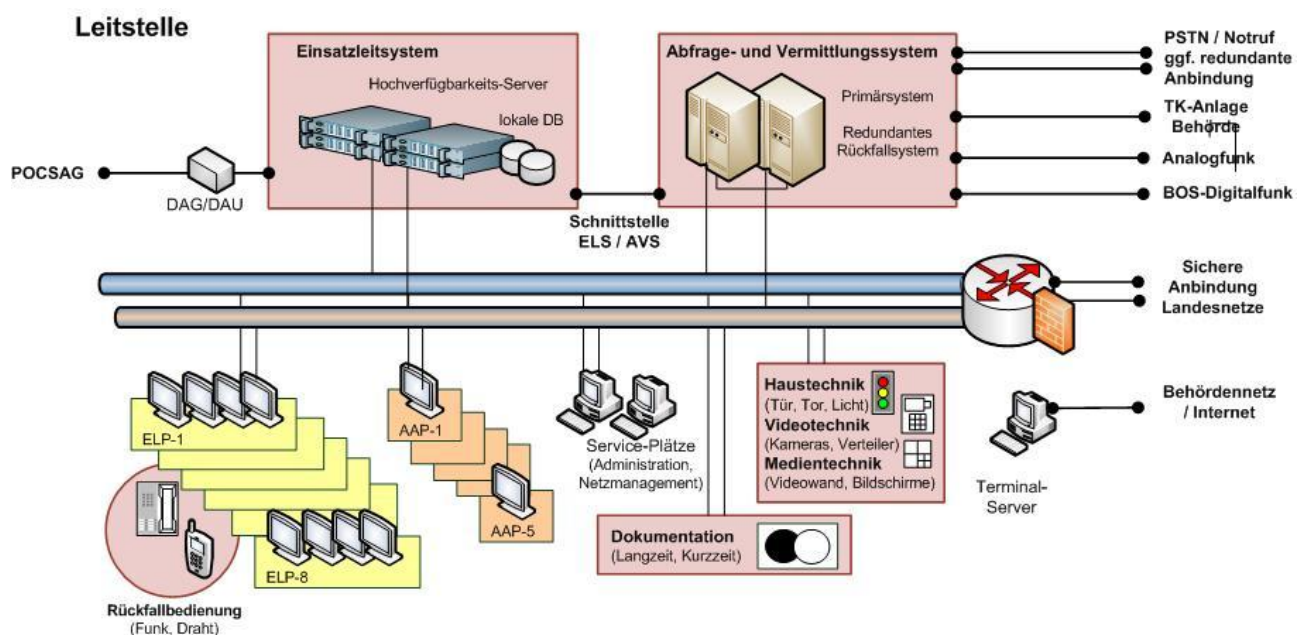 Leitstelle
Einsatzleitsystem
Hochverfügbarkeits-Server
lokale DB
Abfrage- und Vermittlungssystem
Primärsystem
Redundantes
Rückfallsystem
PSTN / Notruf
ggf. redundante
Anbindung
TK-Anlage
Behörde
Analogfunk
BOS-Digitalfunk
POCSAG
DAG/DAU
Schnittstelle
ELS / AVS
Sichere
Anbindung
Landesnetze
ELP-1
ELP-8
AAP-1
AAP-5
Service-Plätze
(Administration,
Netzmanagement)
Haustechnik
(Tür, Tor, Licht)
Videotechnik
(Kameras, Verteiler)
Medientechnik
(Videowand, Bildschirme)
Behördennetz
/ Internet
Terminal-
Server
Dokumentation
(Langzeit, Kurzzeit)
Rückfallbedienung
(Funk, Draht)